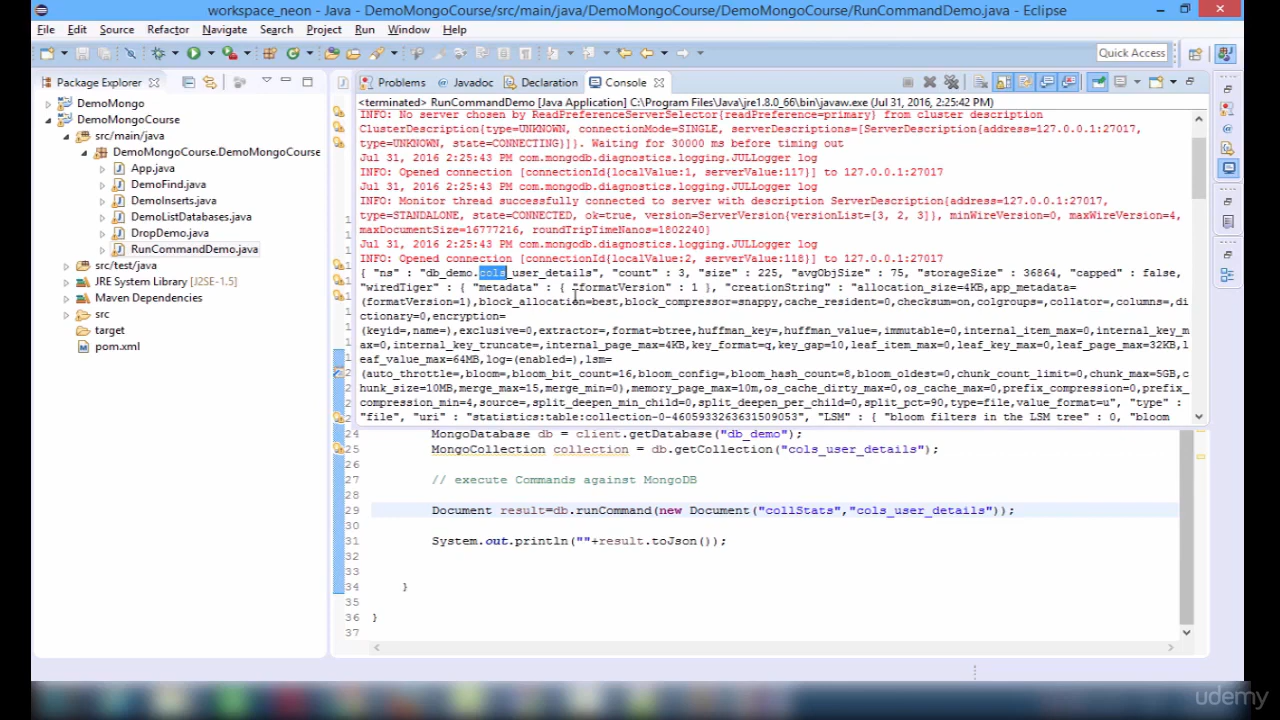 workspace_neon - Java - DemoMongoCourse/src/main/java/DemoMongoCourse/DemoMongoCourse/RunCommandDemo.java - Eclipse
File Edit Source Refactor Navigate Search Project Run Window Help
Quick Access
Package Explorer
Problems Javadoc Declaration Console
<terminated> RunCommandDemo [Java Application] C:\Program Files\Java\jre1.8.0_66\bin\javaw.exe (Jul 31, 2016, 2:25:42 PM)
DemoMongo
DemoMongoCourse
src/main/java
DemoMongoCourse.DemoMongoCourse
App.java
DemoFind.java
DemoInserts.java
DemoListDatabases.java
DropDemo.java
RunCommandDemo.java
src/test/java
JRE System Library [J2SE-1.5]
Maven Dependencies
src
target
pom.xml
INFO: No server chosen by ReadPreferenceServerSelector{readPreference=primary} from cluster description
ClusterDescription{type=UNKNOWN, connectionMode=SINGLE, serverDescriptions=[ServerDescription{address=127.0.0.1:27017,
type=UNKNOWN, state=CONNECTING}]}. Waiting for 30000 ms before timing out
Jul 31, 2016 2:25:43 PM com.mongodb.diagnostics.logging.JULLogger log
INFO: Opened connection [connectionId{localValue:1, serverValue:117}] to 127.0.0.1:27017
Jul 31, 2016 2:25:43 PM com.mongodb.diagnostics.logging.JULLogger log
INFO: Monitor thread successfully connected to server with description ServerDescription{address=127.0.0.1:27017,
type=STANDALONE, state=CONNECTED, ok=true, version=ServerVersion{versionList=[3, 2, 3]}, minWireVersion=0, maxWireVersion=4,
maxDocumentSize=16777216, roundTripTimeNanos=1802240}
Jul 31, 2016 2:25:43 PM com.mongodb.diagnostics.logging.JULLogger log
INFO: Opened connection [connectionId{localValue:2, serverValue:118}] to 127.0.0.1:27017
{ "ns" : "db_demo.cols_user_details", "count" : 3, "size" : 225, "avgObjSize" : 75, "storageSize" : 36864, "capped" : false,
"wiredTiger" : { "metadata" : { "formatVersion" : 1 }, "creationString" : "allocation_size=4KB,app_metadata=
(formatVersion=1),block_allocation=best,block_compressor=snappy,cache_resident=0,checksum=on,colgroups=,collator=,columns=,di
ctionary=0,encryption=
(keyid=,name=),exclusive=0,extractor=,format=btree,huffman_key=,huffman_value=,immutable=0,internal_item_max=0,internal_key_m
ax=0,internal_key_truncate=,internal_page_max=4KB,key_format=q,key_gap=10,leaf_item_max=0,leaf_key_max=0,leaf_page_max=32KB,l
eaf_value_max=64MB,log=(enabled=),lsm=
(auto_throttle=,bloom=,bloom_bit_count=16,bloom_config=,bloom_hash_count=8,bloom_oldest=0,chunk_count_limit=0,chunk_max=5GB,c
hunk_size=10MB,merge_max=15,merge_min=0),memory_page_max=10m,os_cache_dirty_max=0,os_cache_max=0,prefix_compression=0,prefix_
compression_min=4,source=,split_deepen_min_child=0,split_deepen_per_child=0,split_pct=90,type=file,value_format=u", "type" :
"file", "uri" : "statistics:table:collection-0-4605933263631509053", "LSM" : { "bloom filters in the LSM tree" : 0, "bloom
24 MongoDatabase db = client.getDatabase("db_demo");
25 MongoCollection collection = db.getCollection("cols_user_details");
26
27 // execute Commands against MongoDB
28
29 Document result=db.runCommand(new Document("collStats","cols_user_details"));
30
31 System.out.println(""+result.toJson());
32
33
34 }
35
36 }
37
udemy